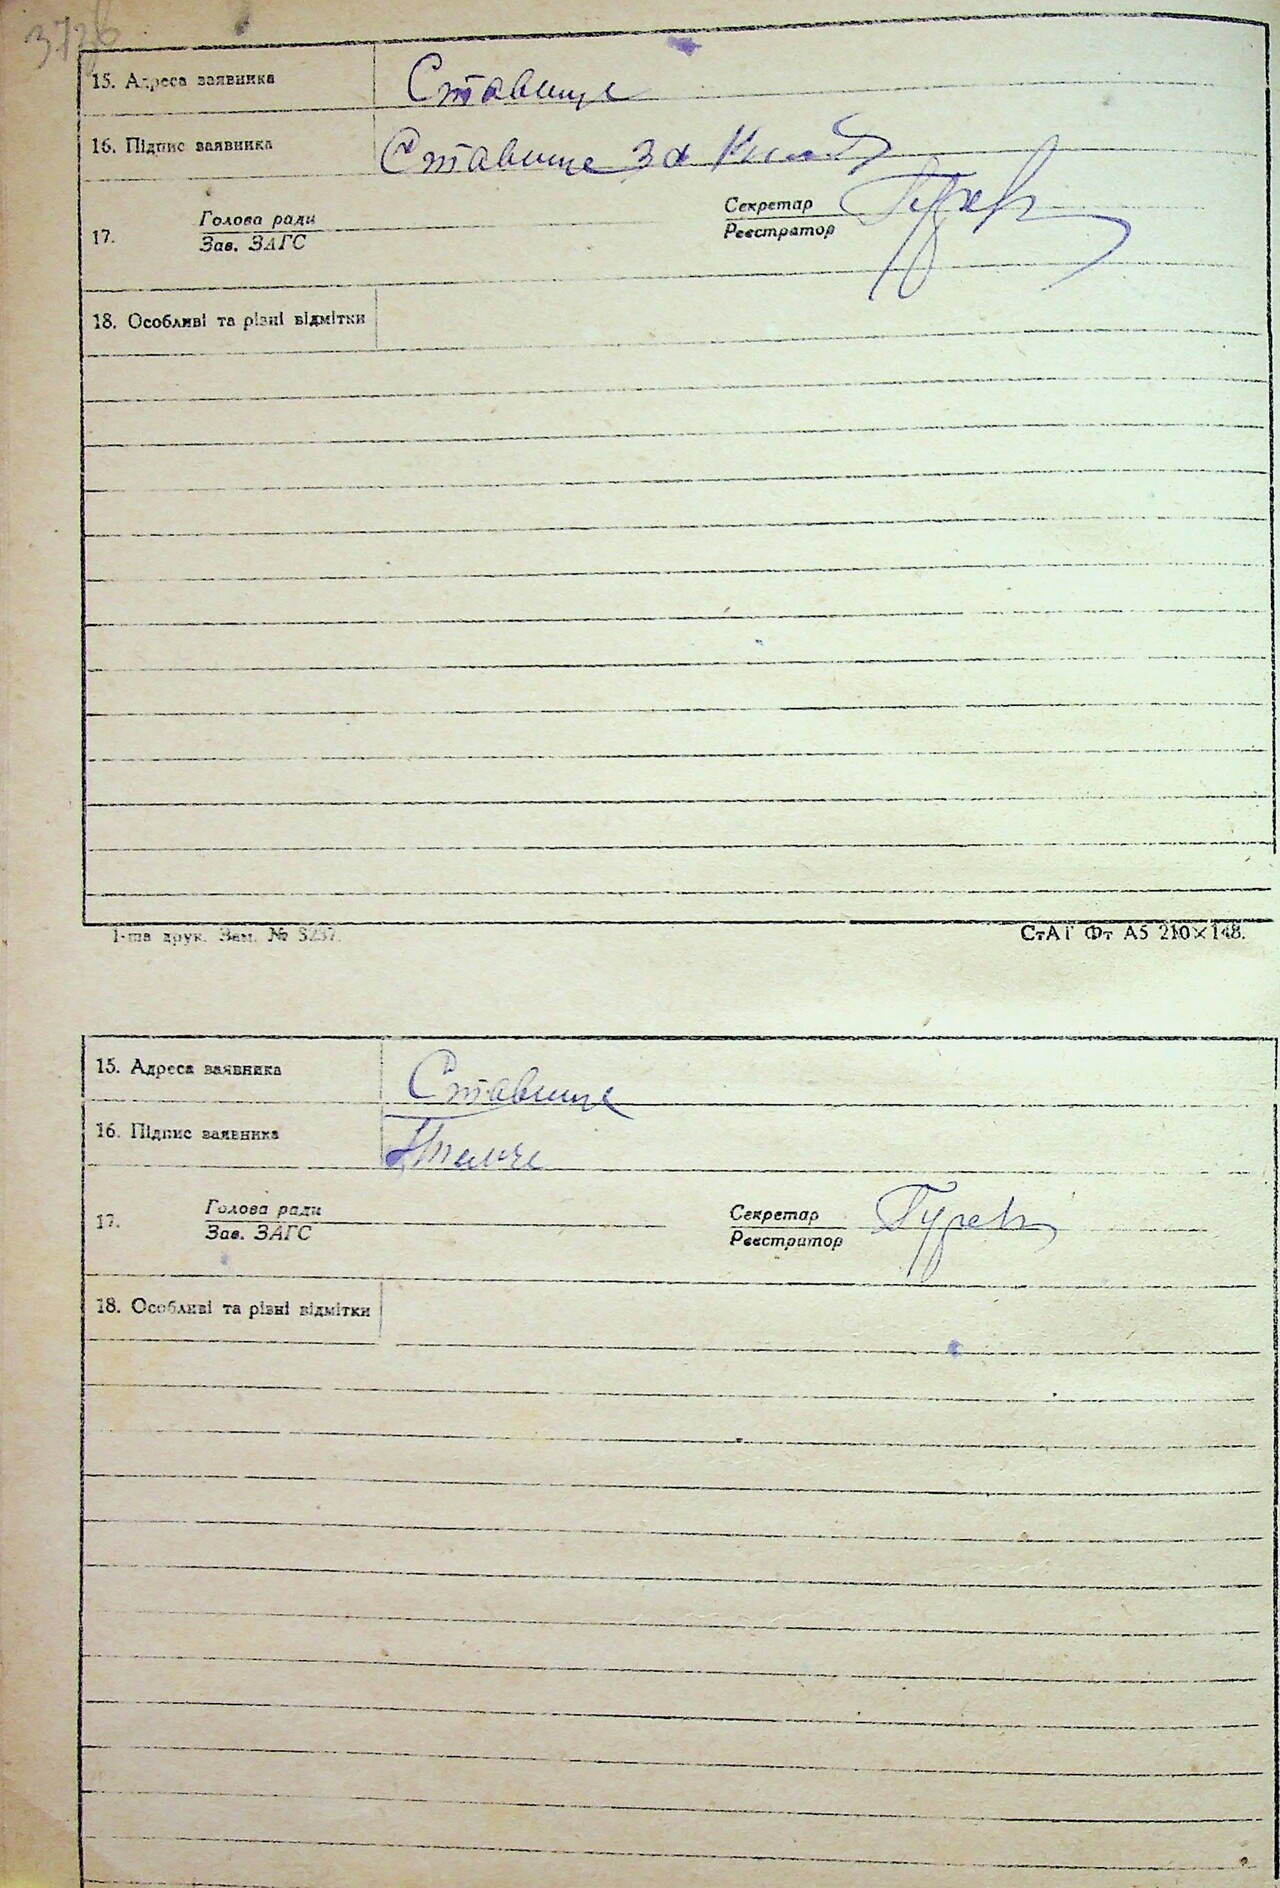 15. Адреса заявника Ставище
16. Підпис заявника Ставище за
17. Голова ради Секретар
Зав. ЗАГС Реєстратор
18. Особливі та різні відмітки
1-ша друк. Зам. № 3237. СтАГ Фт А5 210×148.
15. Адреса заявника Ставище
16. Підпис заявника
17. Голова ради Секретар
Зав. ЗАГС Реєстратор
18. Особливі та різні відмітки